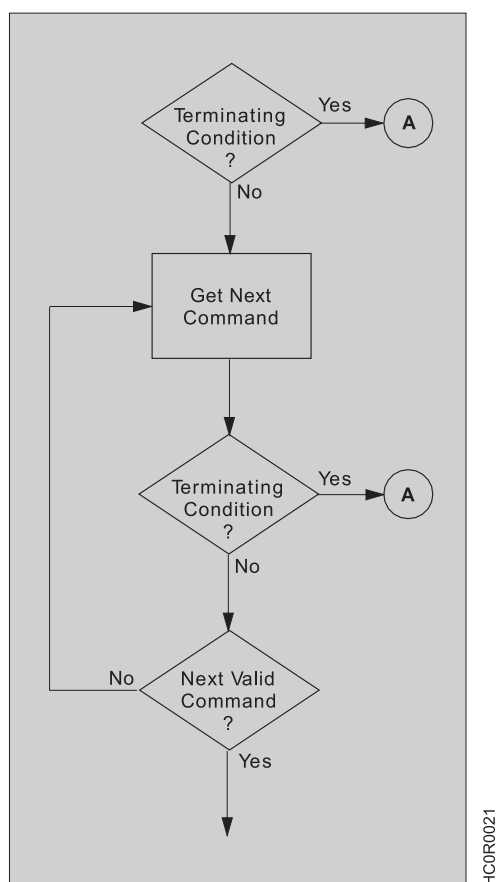 Terminating
Condition
?
Yes
A
No
Get Next
Command
Terminating
Condition
?
Yes
A
No
Next Valid
Command
?
No
Yes
HC0R0021